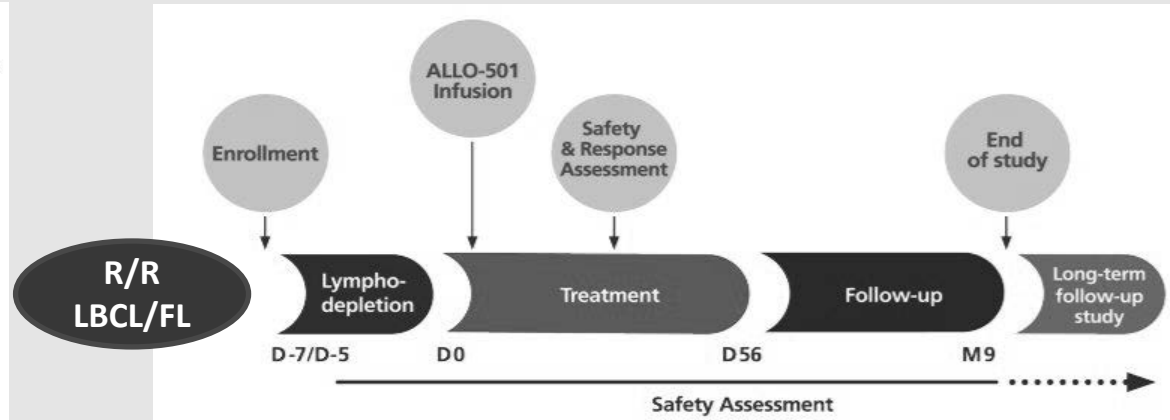 ALLO-501
Infusion
Enrollment
Safety
& Response
Assessment
End
of study
R/R
LBCL/FL
Lympho-
depletion
Treatment
Follow-up
Long-term
follow-up
study
D-7/D-5
D0
D56
M9
Safety Assessment